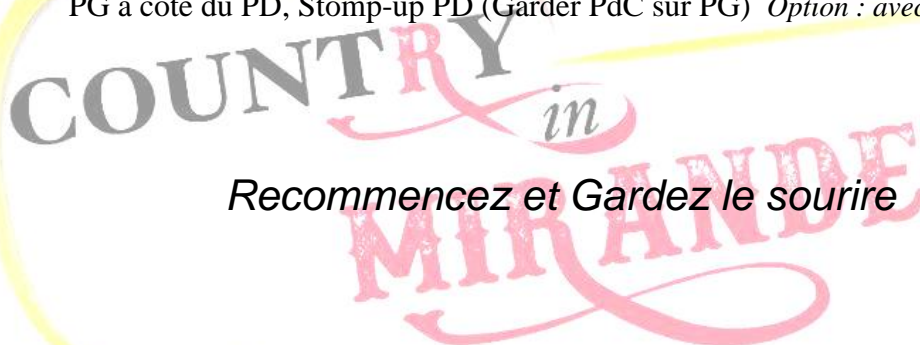 PG à côté du PD, Stomp-up PD (Garder PdC sur PG) Option : avec
COUNTRY
in
Recommencez et Gardez le sourire
MIRANDE